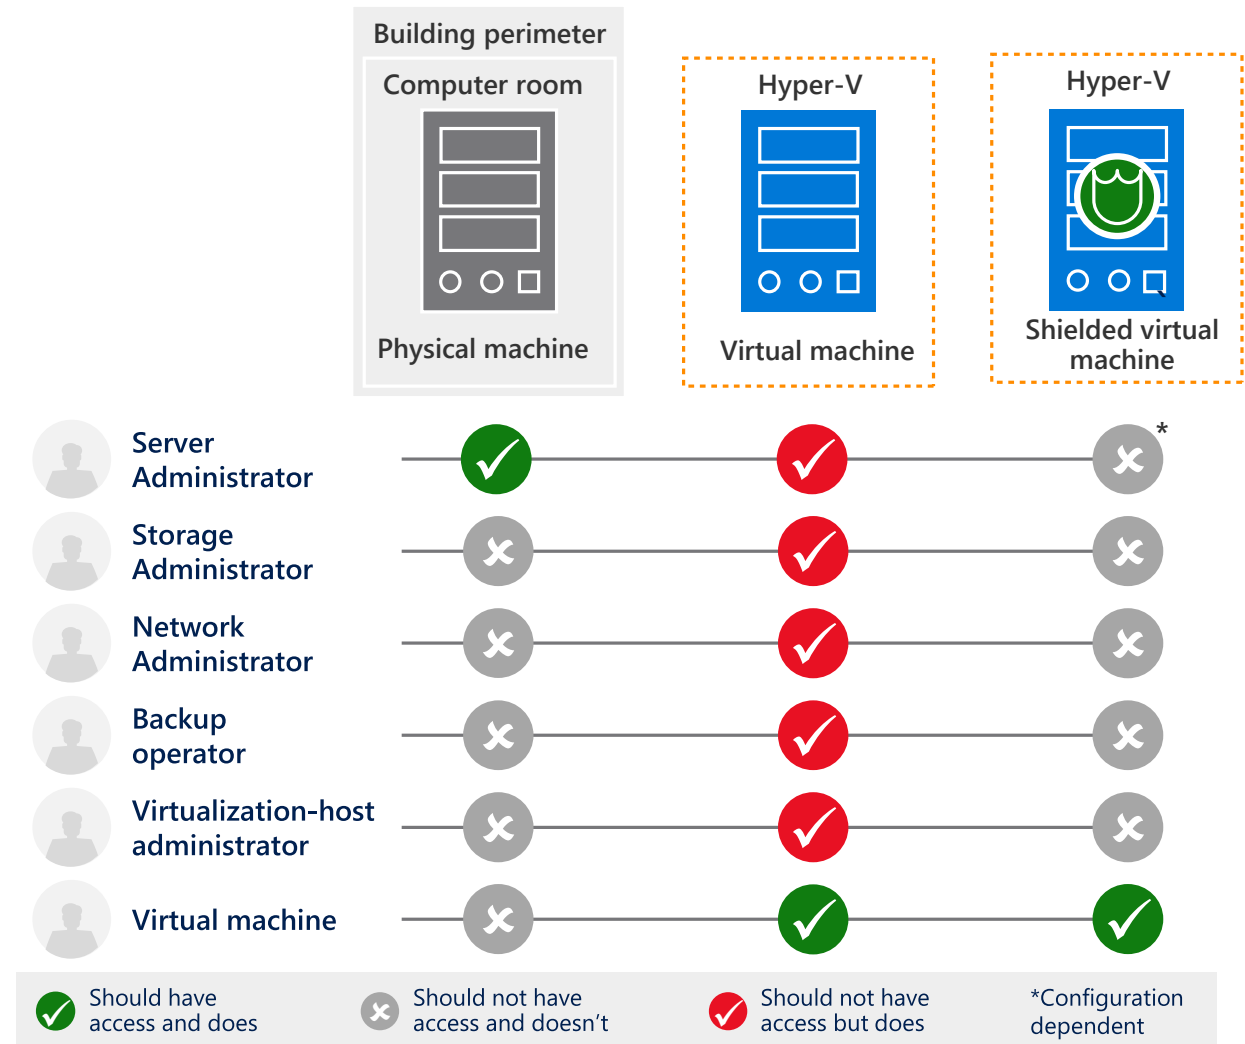 Building perimeter
Computer room
Physical machine
Hyper-V
Virtual machine
Hyper-V
Shielded virtual
machine
Server
Administrator
*
Storage
Administrator
Network
Administrator
Backup
operator
Virtualization-host
administrator
Virtual machine
Should have
access and does
Should not have
access and doesn't
Should not have
access but does
*Configuration
dependent